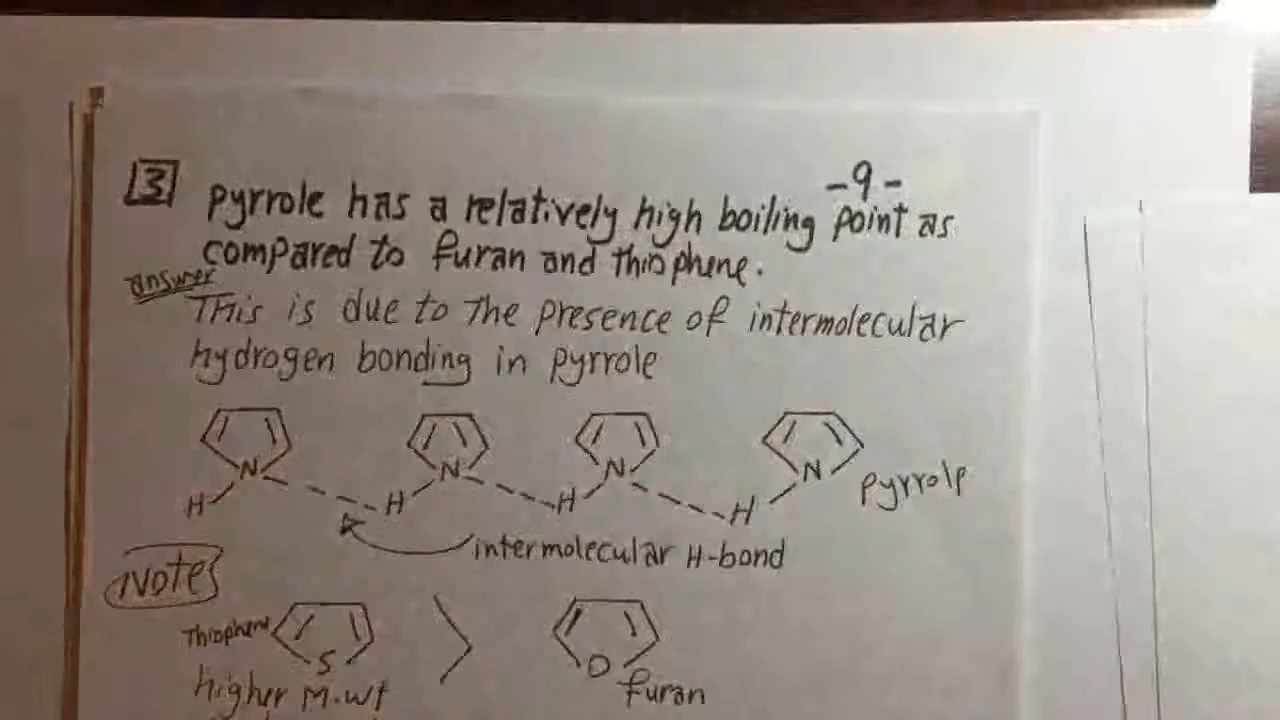 -9-
[3] pyrrole has a relatively high boiling point as
compared to furan and thiophene.
answer
This is due to the presence of intermolecular
hydrogen bonding in pyrrole
N N N N
H H H H pyrrole
intermolecular H-bond
Notes
Thiophene S > O furan
higher M.wt